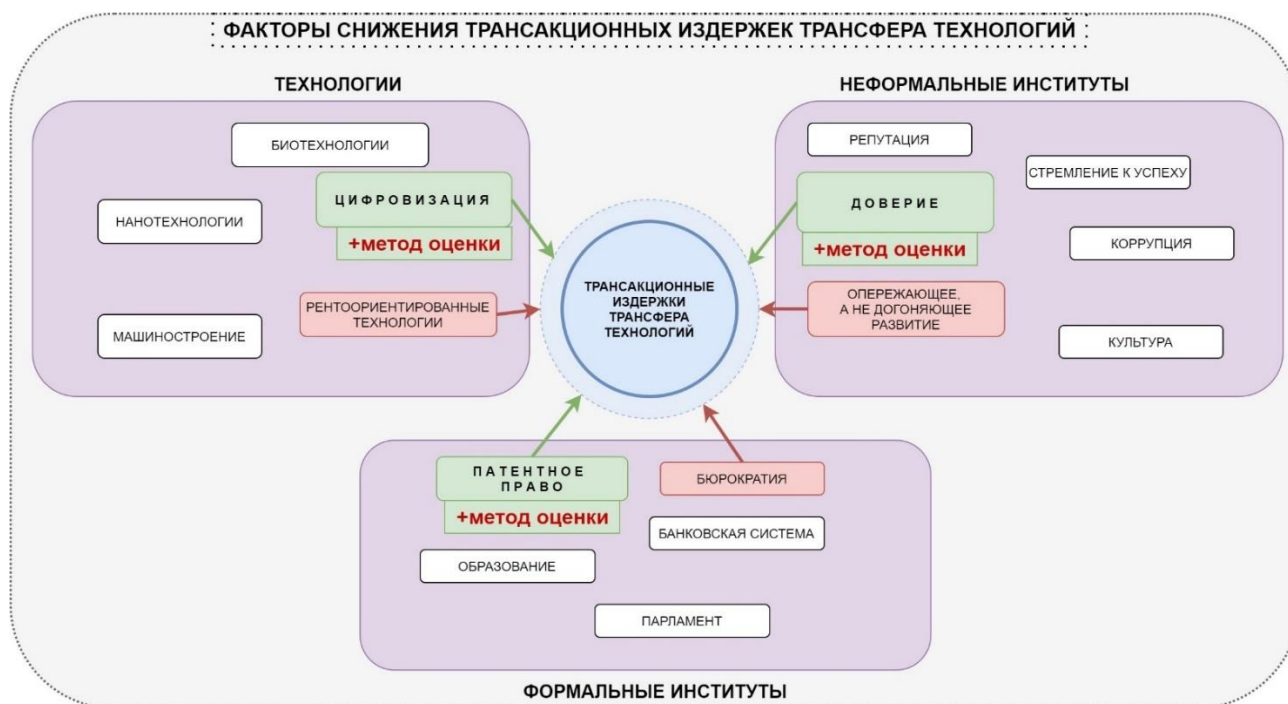 ФАКТОРЫ СНИЖЕНИЯ ТРАНСАКЦИОННЫХ ИЗДЕРЖЕК ТРАНСФЕРА ТЕХНОЛОГИЙ
ТЕХНОЛОГИИ
БИОТЕХНОЛОГИИ
ЦИФРОВИЗАЦИЯ
+метод оценки
НАНОТЕХНОЛОГИИ
РЕНТООРИЕНТИРОВАННЫЕ
ТЕХНОЛОГИИ
МАШИНОСТРОЕНИЕ
ТРАНСАКЦИОННЫЕ
ИЗДЕРЖКИ
ТРАНСФЕРА
ТЕХНОЛОГИЙ
НЕФОРМАЛЬНЫЕ ИНСТИТУТЫ
РЕПУТАЦИЯ
СТРЕМЛЕНИЕ К УСПЕХУ
ДОВЕРИЕ
+метод оценки
КОРРУПЦИЯ
ОПЕРЕЖАЮЩЕЕ,
А НЕ ДОГОНЯЮЩЕЕ
РАЗВИТИЕ
КУЛЬТУРА
ПАТЕНТНОЕ
ПРАВО
+метод оценки
БЮРОКРАТИЯ
БАНКОВСКАЯ СИСТЕМА
ОБРАЗОВАНИЕ
ПАРЛАМЕНТ
ФОРМАЛЬНЫЕ ИНСТИТУТЫ